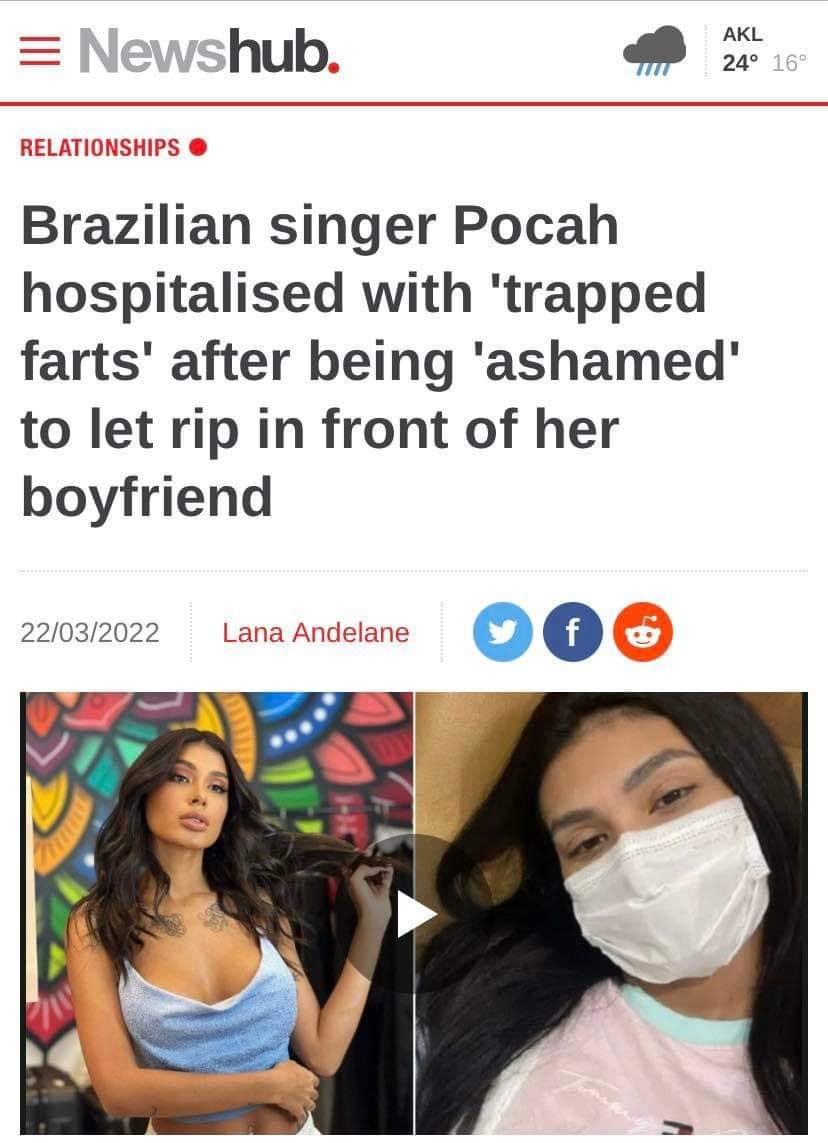 Newshub.
AKL
24° 16°
RELATIONSHIPS
Brazilian singer Pocah
hospitalised with 'trapped
farts' after being 'ashamed'
to let rip in front of her
boyfriend
22/03/2022
Lana Andelane
f